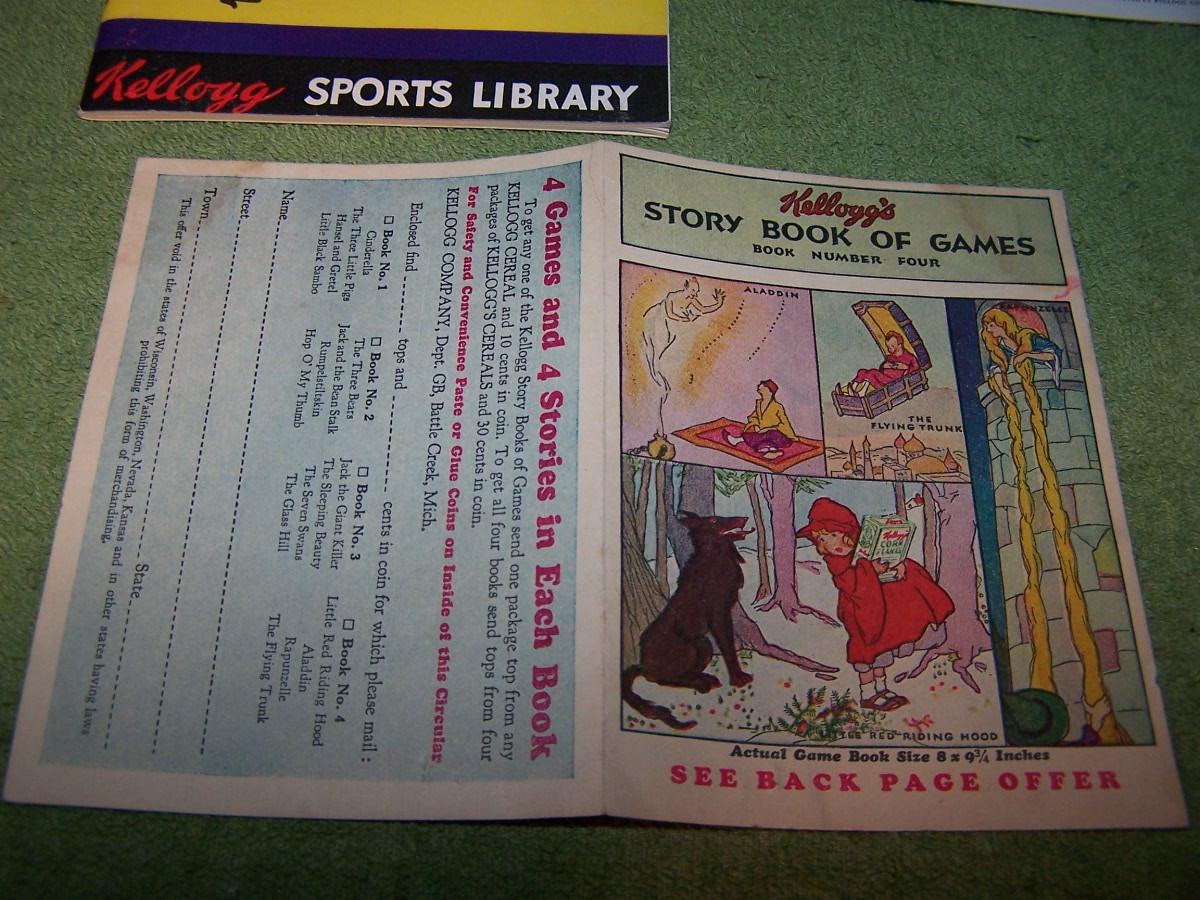 Kellogg SPORTS LIBRARY
Kellogg's
STORY BOOK OF GAMES
BOOK NUMBER FOUR
ALADDIN
THE
FLYING TRUNK
Kellogg's
CORN
FLAKES
LITTLE RED RIDING HOOD
Actual Game Book Size 8 x 9¾ Inches
SEE BACK PAGE OFFER
4 Games and 4 Stories in Each Book
To get any one of the Kellogg Story Books of Games send one package top from any
KELLOGG CEREAL and 10 cents in coin. To get all four books send tops from four
packages of KELLOGG'S CEREALS and 30 cents in coin.
For Safety and Convenience Paste or Glue Coins on Inside of this Circular
KELLOGG COMPANY, Dept. GB, Battle Creek, Mich.
Enclosed find tops and cents in coin for which please mail:
☐ Book No. 1
Cinderella
The Three Little Pigs
Hansel and Gretel
Little Black Sambo
☐ Book No. 2
The Three Bears
Jack and the Bean Stalk
Rumpelstiltskin
Hop O' My Thumb
☐ Book No. 3
Jack the Giant Killer
The Sleeping Beauty
The Seven Swans
The Glass Hill
☐ Book No. 4
Little Red Riding Hood
Aladdin
Rapunzelle
The Flying Trunk
Name
Street
Town State
This offer void in the states of Wisconsin, Washington, Nevada, Kansas and in other states having laws
prohibiting this form of merchandising.